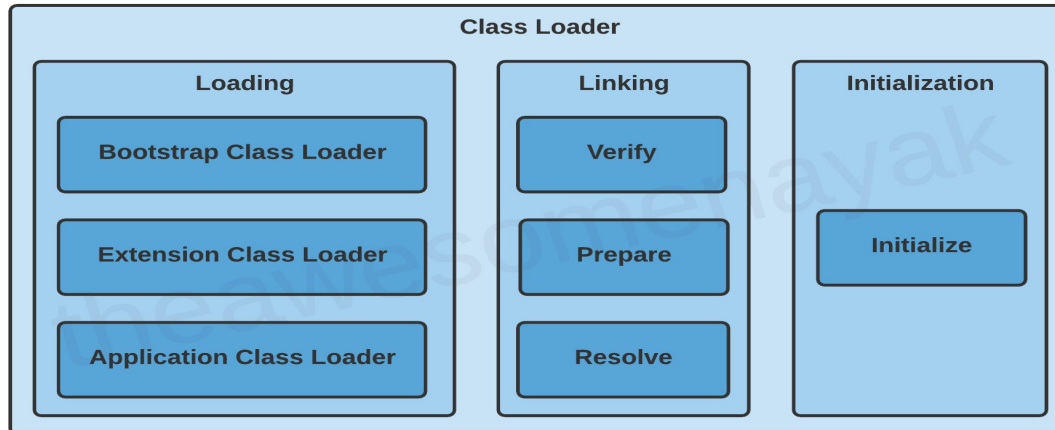 Class Loader
Loading
Bootstrap Class Loader
Extension Class Loader
Application Class Loader
Linking
Verify
Prepare
Resolve
Initialization
Initialize
theawesomenayak